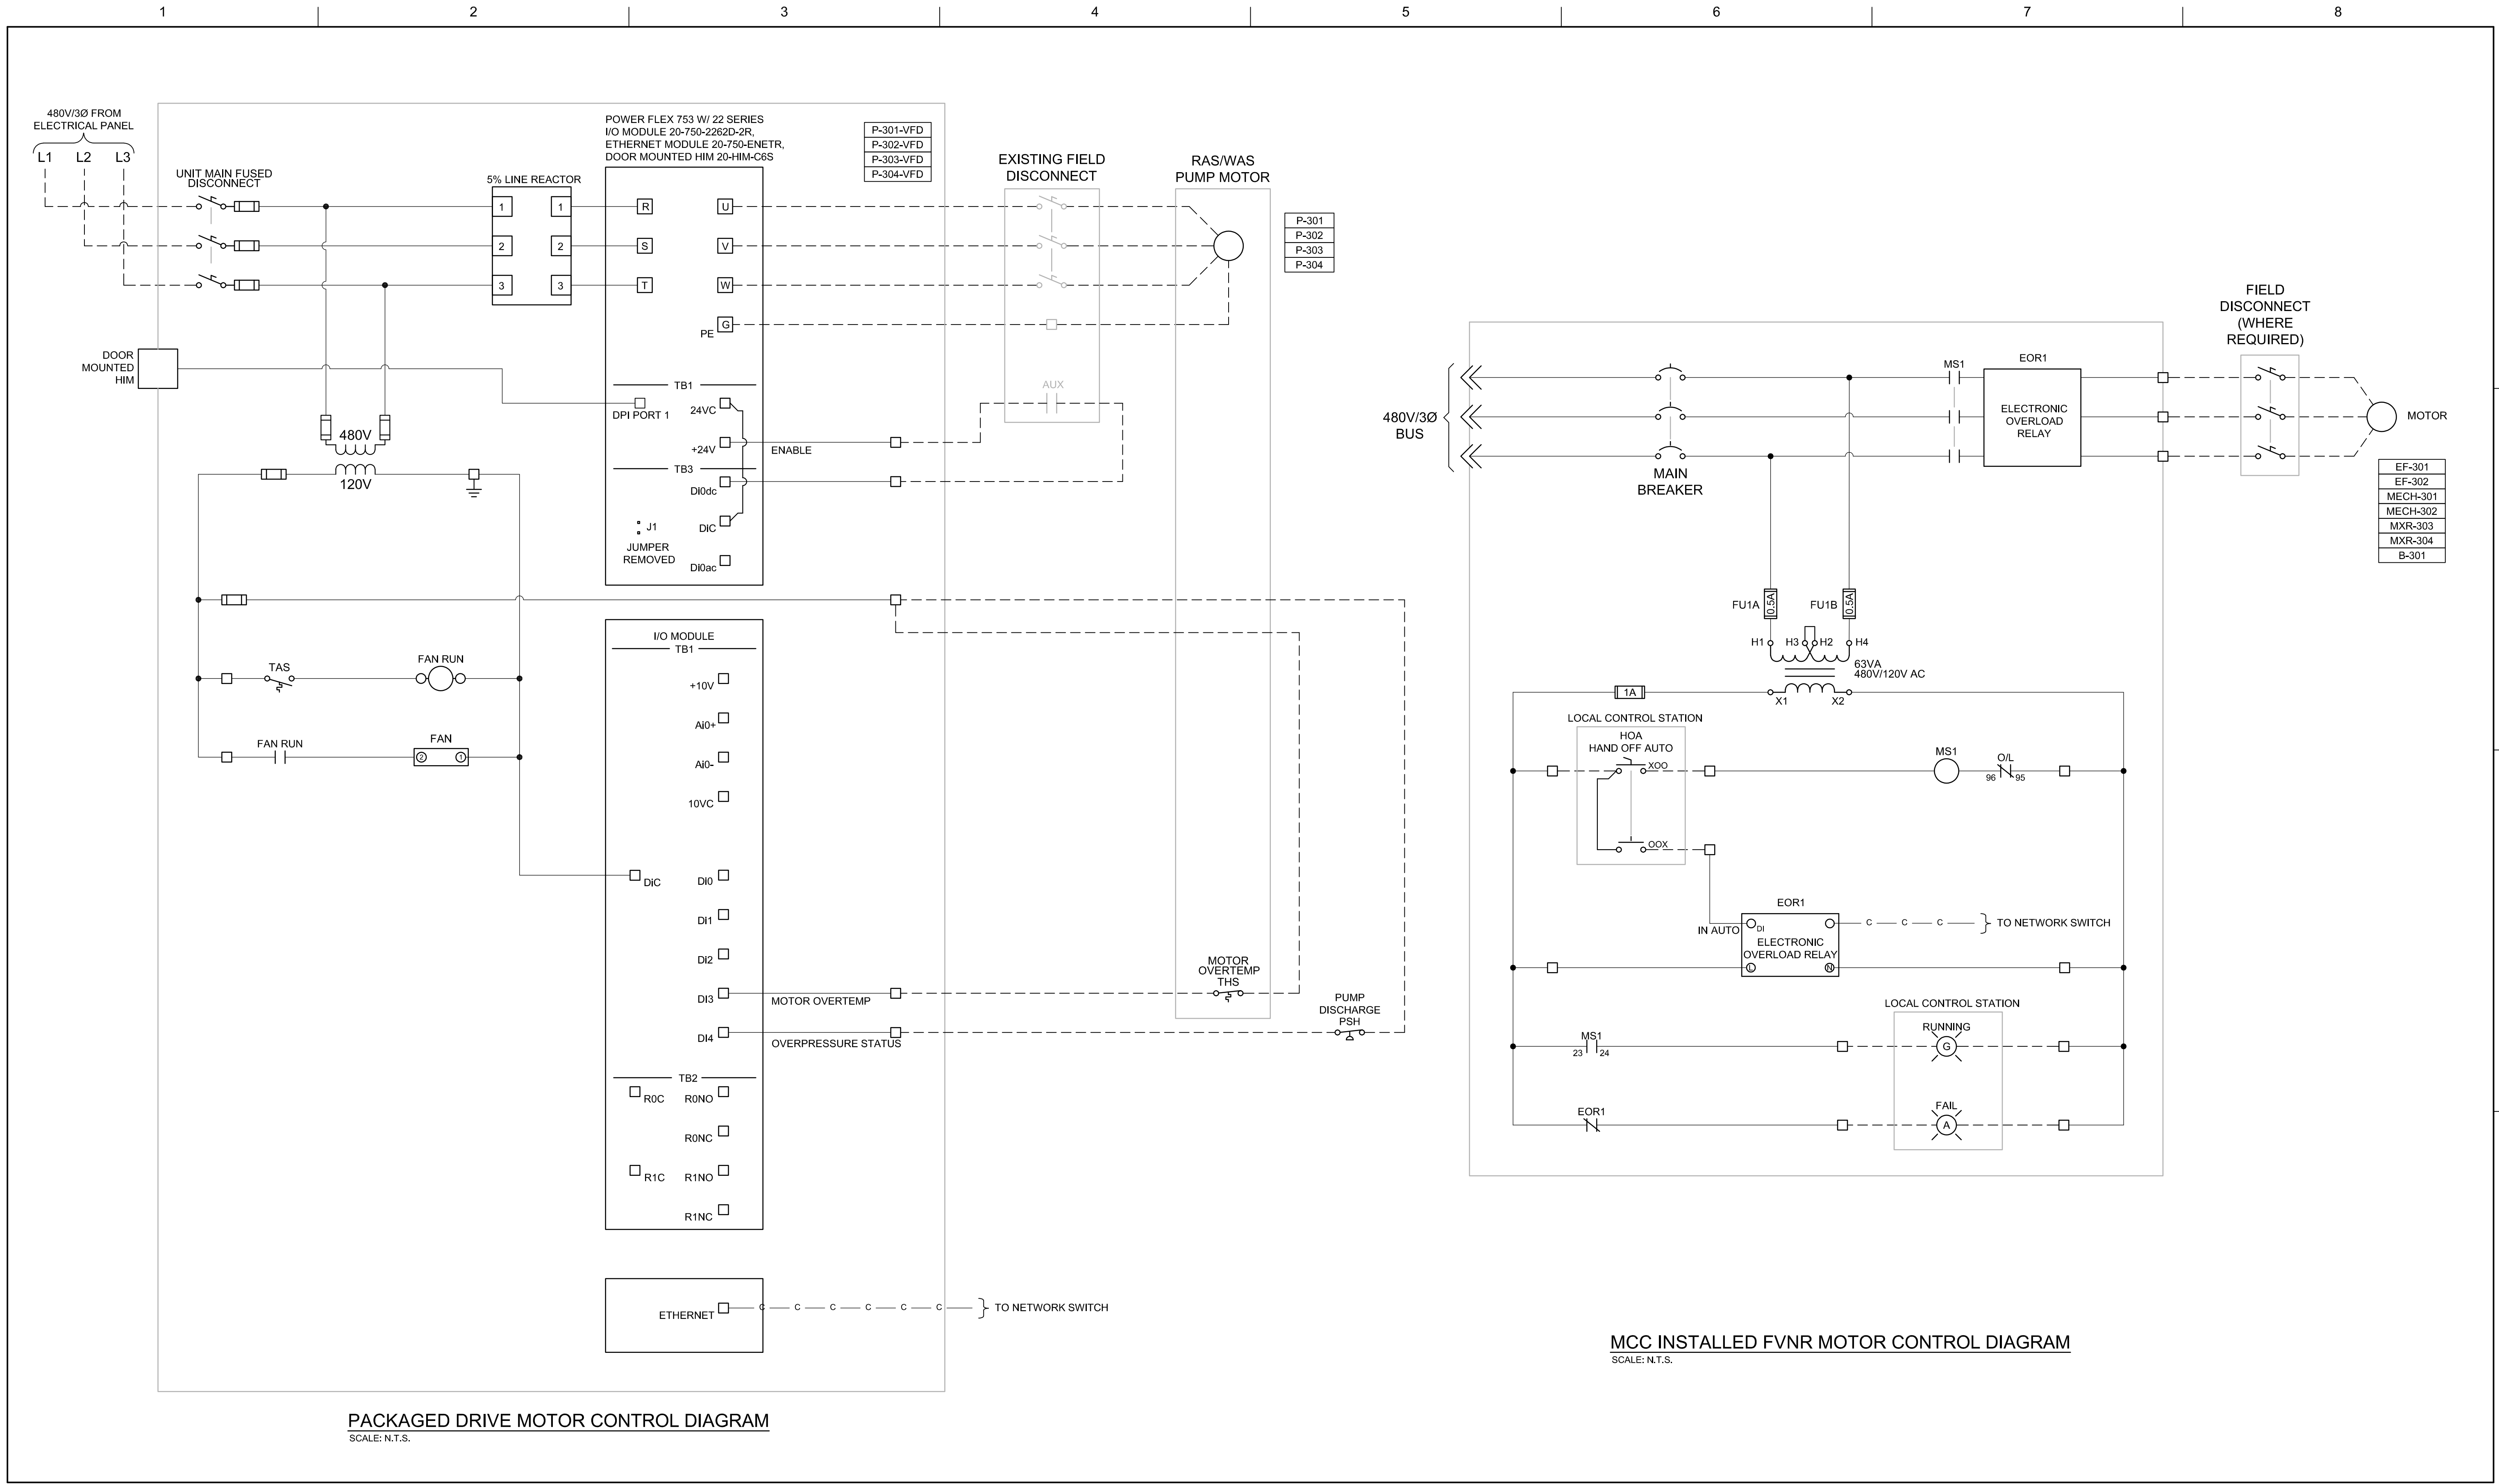 1 2 3 4 5 6 7 8
480V/3Ø FROM
ELECTRICAL PANEL
L1 L2 L3
UNIT MAIN FUSED
DISCONNECT
5% LINE REACTOR
1 1
2 2
3 3
POWER FLEX 753 W/ 22 SERIES
I/O MODULE 20-750-2262D-2R,
ETHERNET MODULE 20-750-ENETR,
DOOR MOUNTED HIM 20-HIM-C6S
P-301-VFD
P-302-VFD
P-303-VFD
P-304-VFD
R U
S V
T W
G
PE
EXISTING FIELD
DISCONNECT
RAS/WAS
PUMP MOTOR
P-301
P-302
P-303
P-304
DOOR
MOUNTED
HIM
TB1
DPI PORT 1
24VC
+24V
ENABLE
AUX
TB3
Di0dc
J1
JUMPER
REMOVED
DiC
Di0ac
480V
120V
TAS
FAN RUN
FAN RUN
FAN
2 1
I/O MODULE
TB1
+10V
Ai0+
Ai0-
10VC
DiC
DI0
Di1
Di2
DI3
MOTOR OVERTEMP
DI4
OVERPRESSURE STATUS
MOTOR
OVERTEMP
THS
PUMP
DISCHARGE
PSH
TB2
R0C R0NO
R0NC
R1C R1NO
R1NC
ETHERNET
C C C C C C
TO NETWORK SWITCH
PACKAGED DRIVE MOTOR CONTROL DIAGRAM
SCALE: N.T.S.
480V/3Ø
BUS
MAIN
BREAKER
MS1
EOR1
ELECTRONIC
OVERLOAD
RELAY
FIELD
DISCONNECT
(WHERE
REQUIRED)
MOTOR
EF-301
EF-302
MECH-301
MECH-302
MXR-303
MXR-304
B-301
FU1A 0.5A FU1B 0.5A
H1 H3 H2 H4
63VA
480V/120V AC
1A
X1 X2
LOCAL CONTROL STATION
HOA
HAND OFF AUTO
XOO
OOX
MS1
O/L
96 95
EOR1
IN AUTO
DI
ELECTRONIC
OVERLOAD RELAY
L N
C C C
TO NETWORK SWITCH
LOCAL CONTROL STATION
MS1
23 24
RUNNING
G
EOR1
FAIL
A
MCC INSTALLED FVNR MOTOR CONTROL DIAGRAM
SCALE: N.T.S.